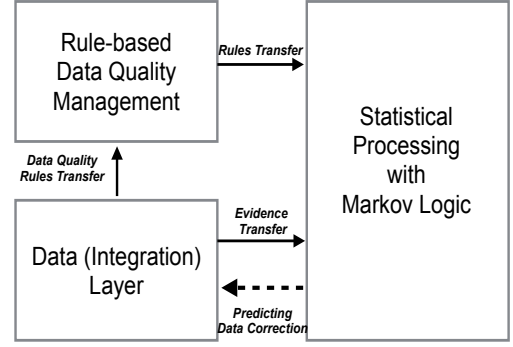 Rule-based
Data Quality
Management
Rules Transfer
Statistical
Processing
with
Markov Logic
Data Quality
Rules Transfer
Data (Integration)
Layer
Evidence
Transfer
Predicting
Data Correction